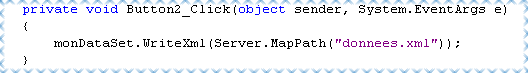 private void Button2_Click(object sender, System.EventArgs e)
{
monDataSet.WriteXml(Server.MapPath("donnees.xml"));
}